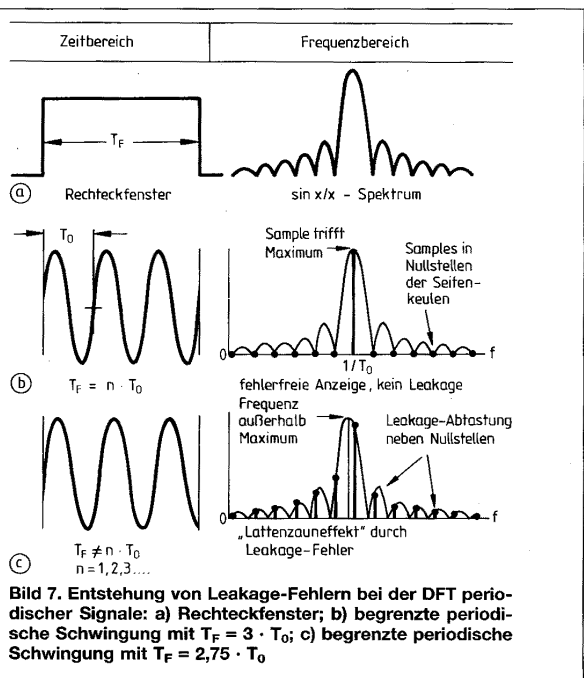 Zeitbereich
Frequenzbereich
T_F
ⓐ Rechteckfenster
sin x/x - Spektrum
T_0
Sample trifft
Maximum
Samples in
Nullstellen
der Seiten-
keulen
0
f
1/T_0
ⓑ T_F = n · T_0
fehlerfreie Anzeige, kein Leakage
Frequenz
außerhalb
Maximum
Leakage-Abtastung
neben Nullstellen
0
f
„Lattenzauneffekt" durch
Leakage-Fehler
ⓒ T_F ≠ n · T_0
n = 1,2,3....
Bild 7. Entstehung von Leakage-Fehlern bei der DFT perio-
discher Signale: a) Rechteckfenster; b) begrenzte periodi-
sche Schwingung mit T_F = 3 · T_0; c) begrenzte periodische
Schwingung mit T_F = 2,75 · T_0